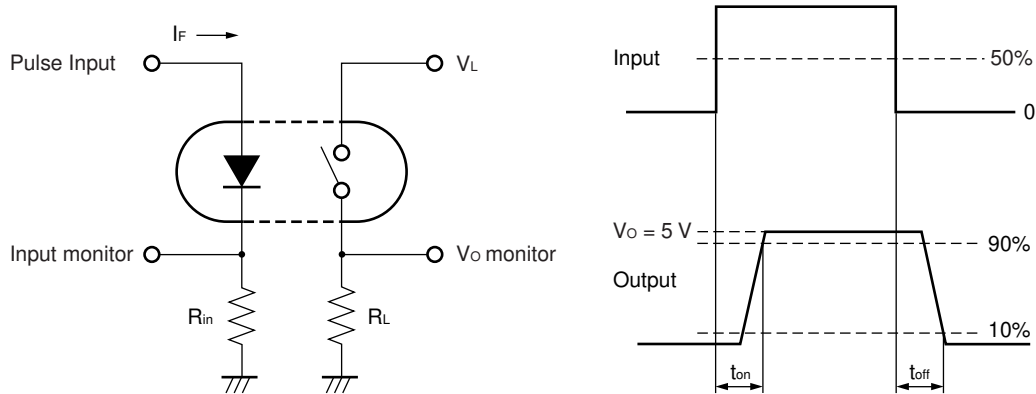 IF
Pulse Input
VL
Input monitor
VO monitor
Rin
RL
Input
50%
0
VO = 5 V
90%
Output
10%
ton
toff